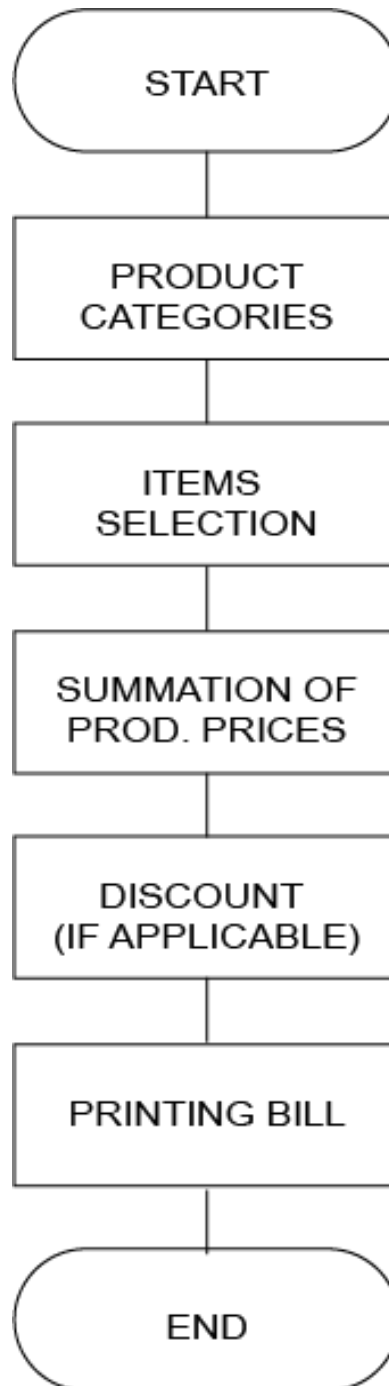 START
PRODUCT
CATEGORIES
ITEMS
SELECTION
SUMMATION OF
PROD. PRICES
DISCOUNT
(IF APPLICABLE)
PRINTING BILL
END